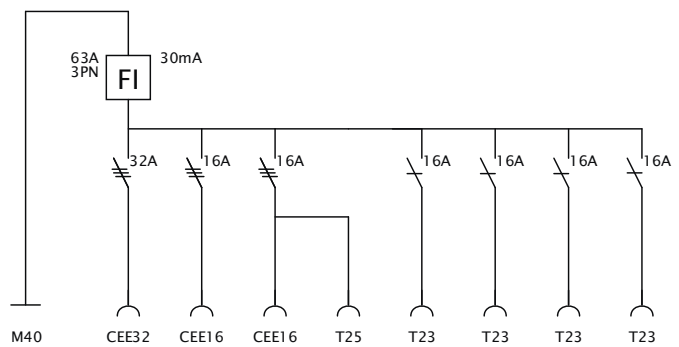 63A
3PN
FI
30mA
32A 16A 16A 16A 16A 16A 16A
M40 CEE32 CEE16 CEE16 T25 T23 T23 T23 T23